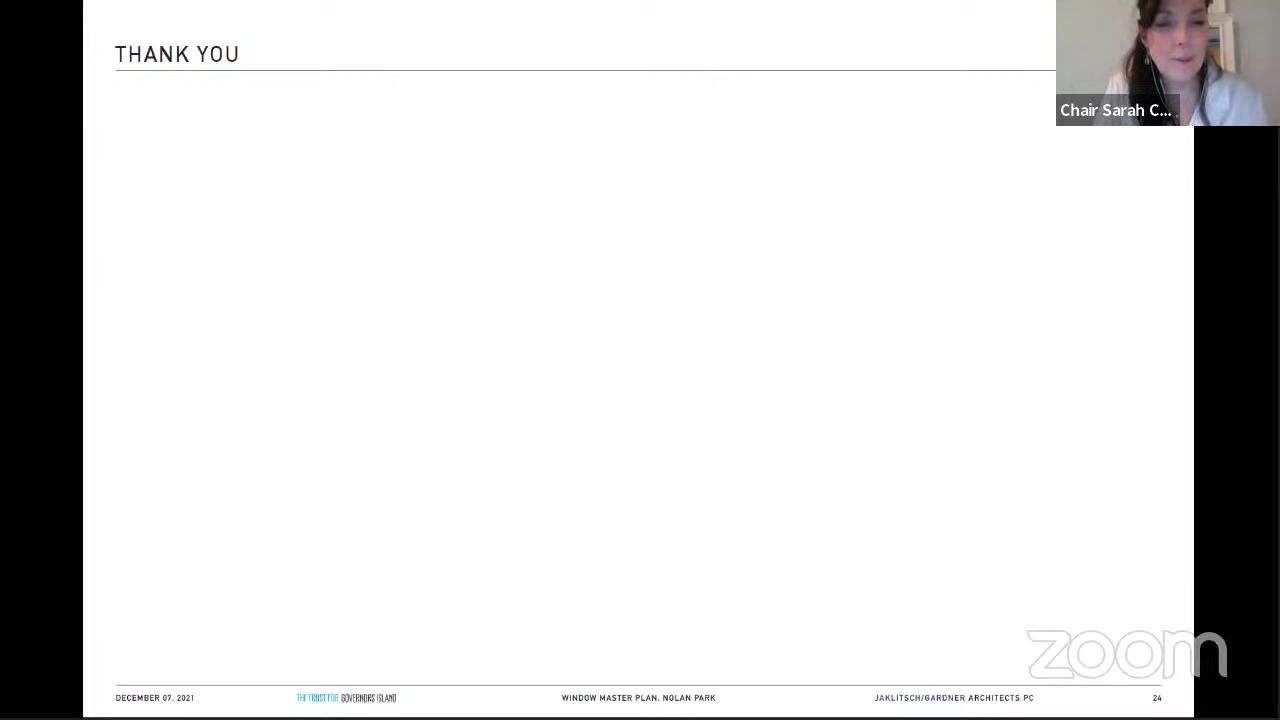 THANK YOU
Chair Sarah C...
zoom
DECEMBER 07, 2021 THE TRUST FOR GOVERNORS ISLAND WINDOW MASTER PLAN, NOLAN PARK JAKLITSCH/GARDNER ARCHITECTS PC 24